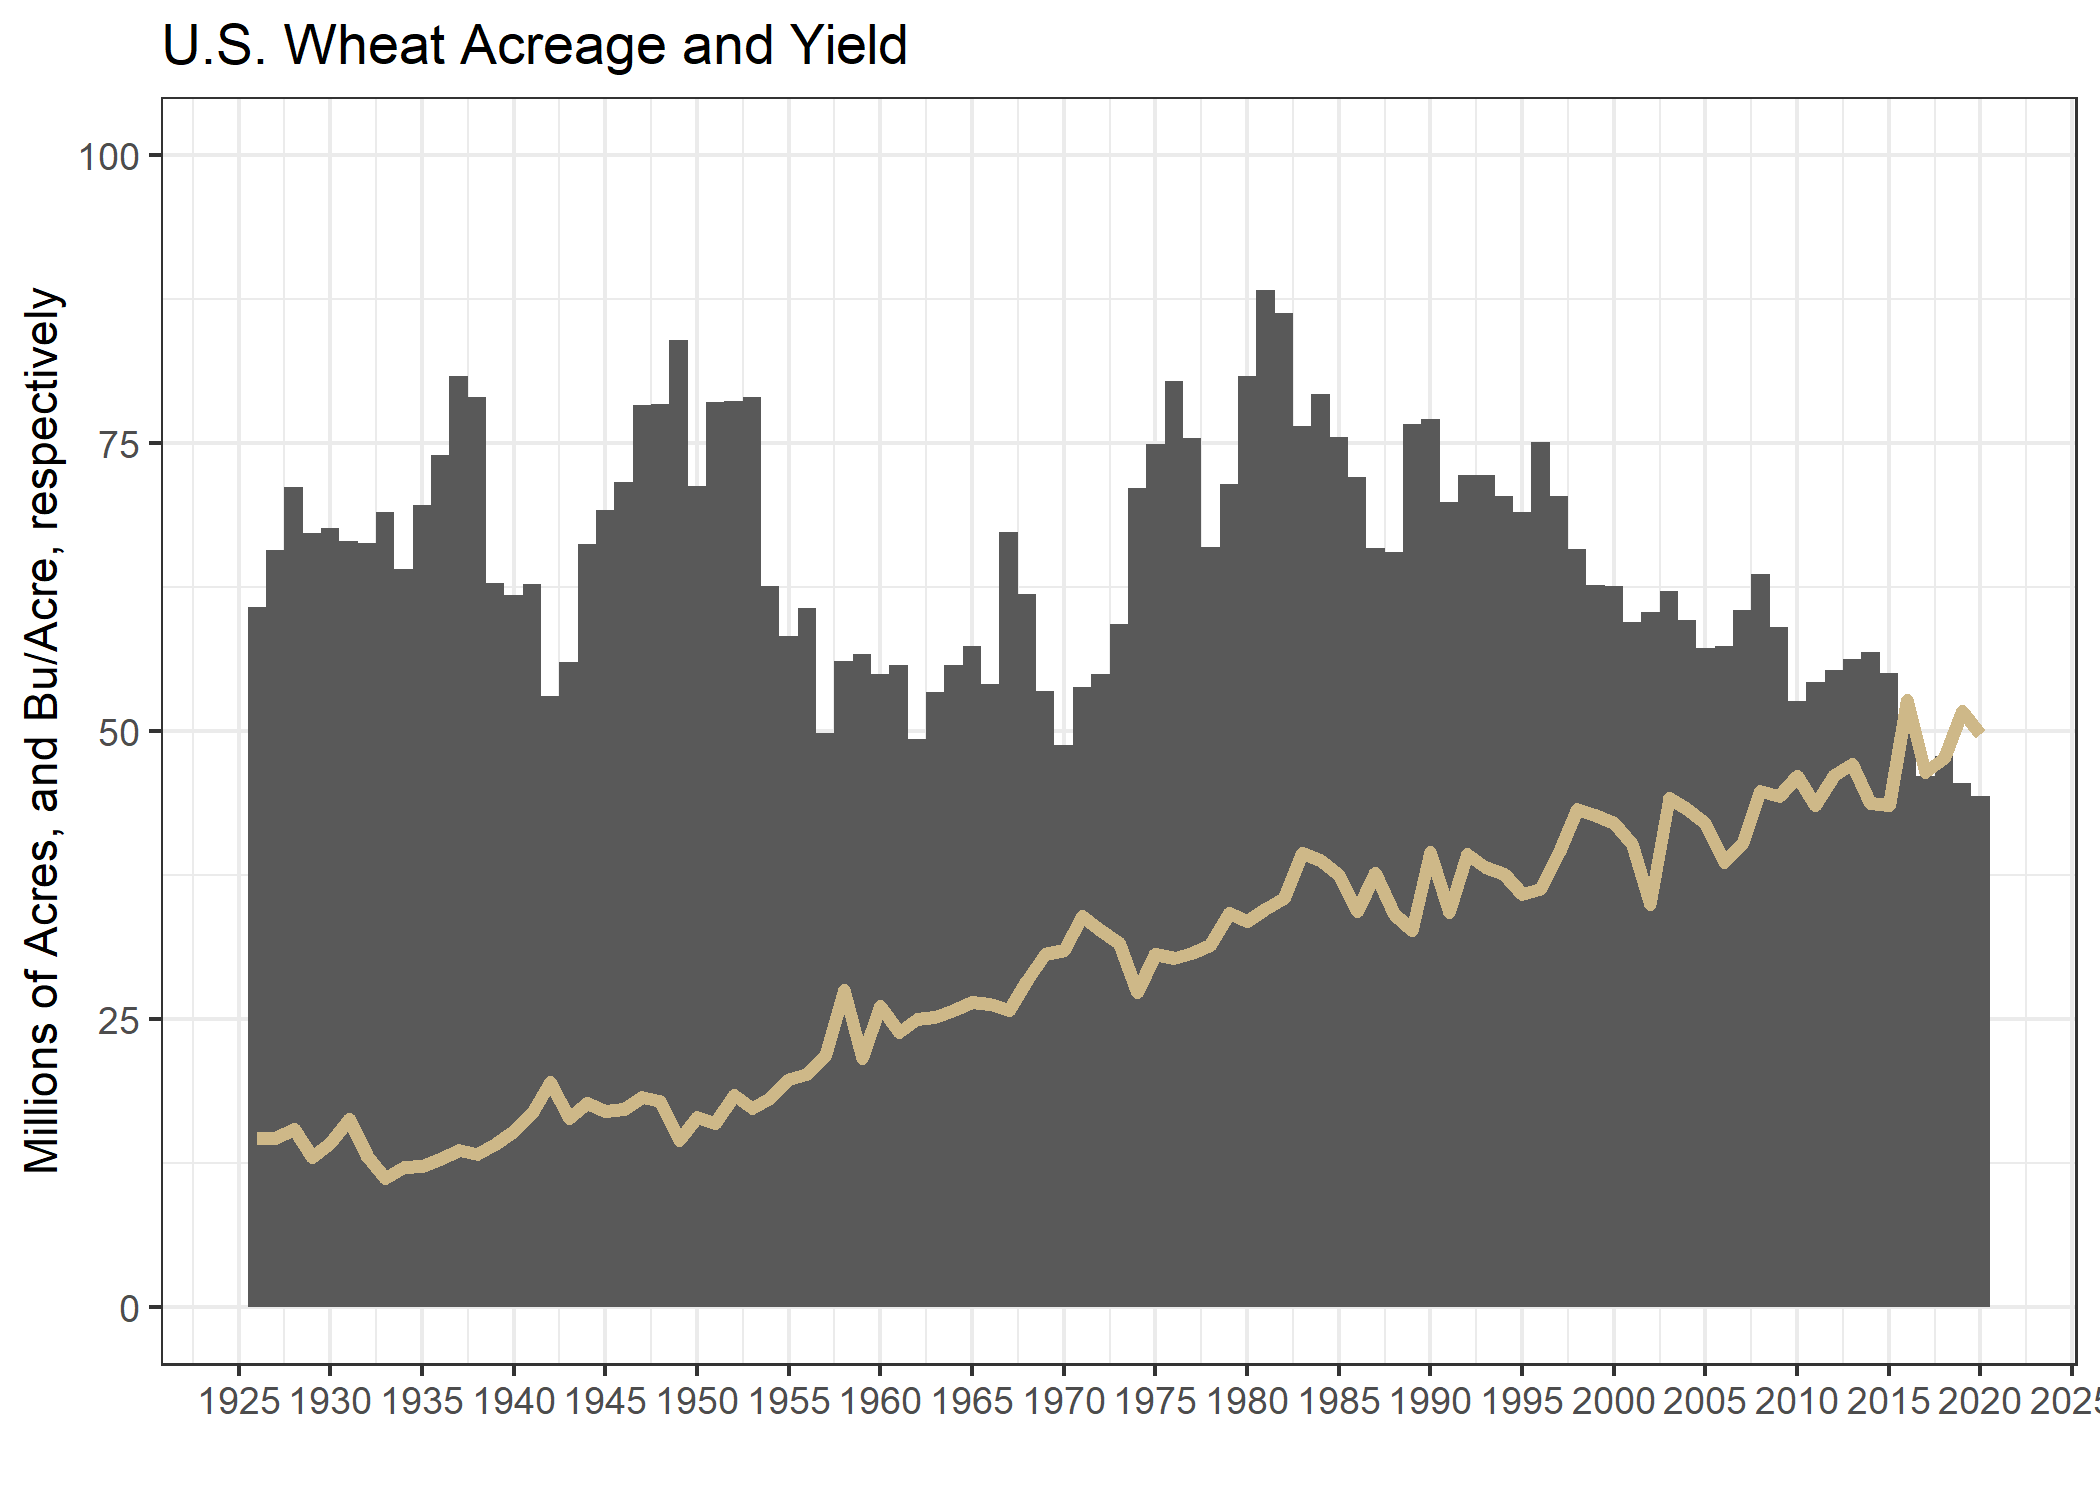 U.S. Wheat Acreage and Yield
Millions of Acres, and Bu/Acre, respectively
100
75
50
25
0
1925 1930 1935 1940 1945 1950 1955 1960 1965 1970 1975 1980 1985 1990 1995 2000 2005 2010 2015 2020 2025